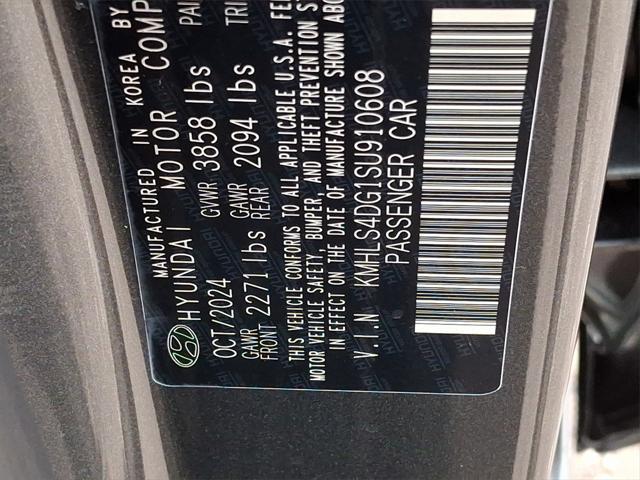 MANUFACTURED IN KOREA BY
HYUNDAI MOTOR COMP
OCT/2024 GVWR 3858 lbs PAI
GAWR FRONT 2271 lbs GAWR REAR 2094 lbs TRI
THIS VEHICLE CONFORMS TO ALL APPLICABLE U.S.A. FE
MOTOR VEHICLE SAFETY, BUMPER, AND THEFT PREVENTION S
IN EFFECT ON THE DATE OF MANUFACTURE SHOWN ABO
V.I.N KMHLS4DG1SU910608
PASSENGER CAR